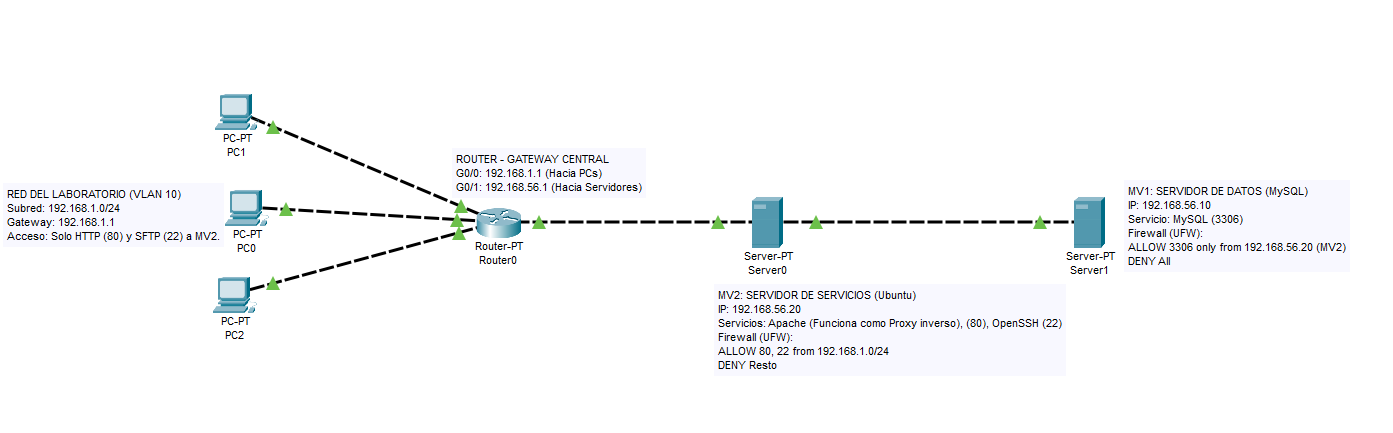 PC-PT
PC1
RED DEL LABORATORIO (VLAN 10)
Subred: 192.168.1.0/24
Gateway: 192.168.1.1
Acceso: Solo HTTP (80) y SFTP (22) a MV2.
PC-PT
PC0
PC-PT
PC2
ROUTER - GATEWAY CENTRAL
G0/0: 192.168.1.1 (Hacia PCs)
G0/1: 192.168.56.1 (Hacia Servidores)
Router-PT
Router0
Server-PT
Server0
MV2: SERVIDOR DE SERVICIOS (Ubuntu)
IP: 192.168.56.20
Servicios: Apache (Funciona como Proxy inverso), (80), OpenSSH (22)
Firewall (UFW):
ALLOW 80, 22 from 192.168.1.0/24
DENY Resto
Server-PT
Server1
MV1: SERVIDOR DE DATOS (MySQL)
IP: 192.168.56.10
Servicio: MySQL (3306)
Firewall (UFW):
ALLOW 3306 only from 192.168.56.20 (MV2)
DENY All